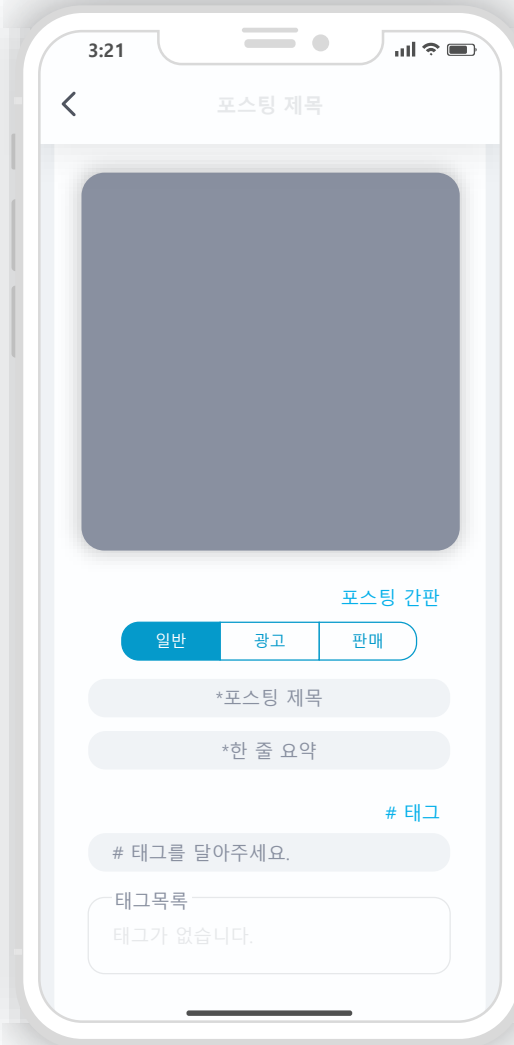 3:21
포스팅 제목
포스팅 간판
일반 광고 판매
*포스팅 제목
*한 줄 요약
# 태그
# 태그를 달아주세요.
태그목록
태그가 없습니다.